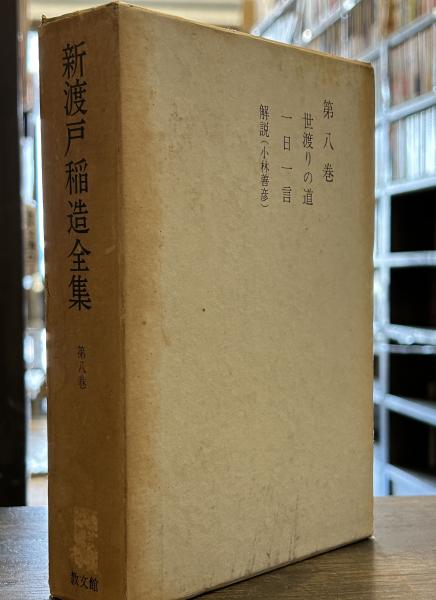 新渡戸稲造全集
第八巻
教文館
第八巻
世渡りの道
一日一言
解説（小林善彦）